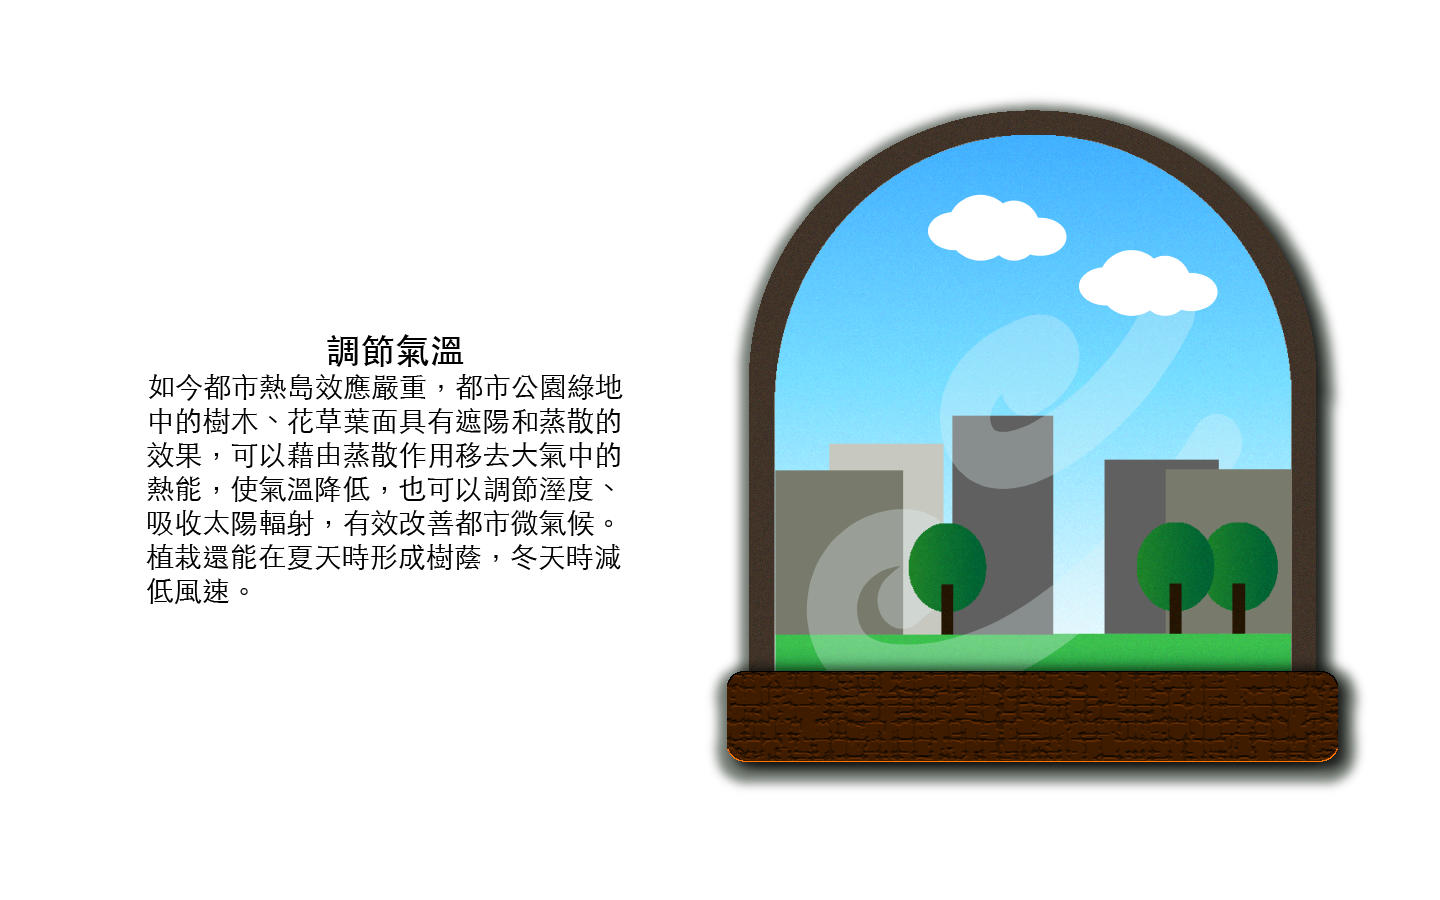 調節氣溫
如今都市熱島效應嚴重，都市公園綠地
中的樹木、花草葉面具有遮陽和蒸散的
效果，可以藉由蒸散作用移去大氣中的
熱能，使氣溫降低，也可以調節溼度、
吸收太陽輻射，有效改善都市微氣候。
植栽還能在夏天時形成樹蔭，冬天時減
低風速。